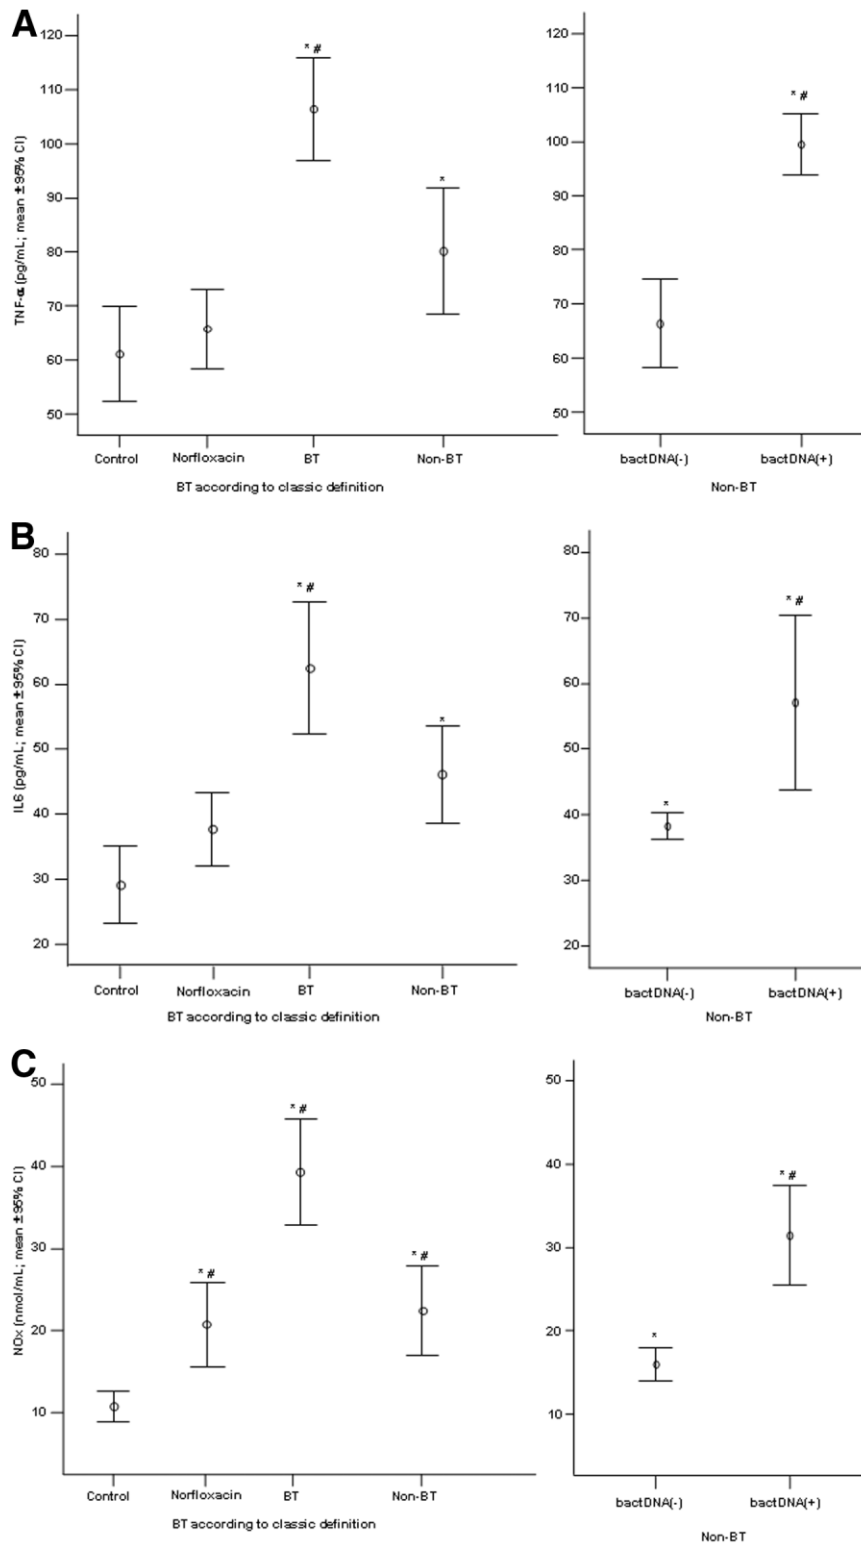 A
TNF-α (pg/mL; mean ±95% CI)
120
110
100
90
80
70
60
50
* #
*
Control Norfloxacin BT Non-BT
BT according to classic definition
120
110
100
90
80
70
60
50
* #
bactDNA(-) bactDNA(+)
Non-BT
B
IL6 (pg/mL; mean ±95% CI)
80
70
60
50
40
30
20
* #
*
Control Norfloxacin BT Non-BT
BT according to classic definition
80
70
60
50
40
30
20
* #
*
bactDNA(-) bactDNA(+)
Non-BT
C
NOx (nmol/mL; mean ±95% CI)
50
40
30
20
10
* #
* #
* #
Control Norfloxacin BT Non-BT
BT according to classic definition
50
40
30
20
10
* #
*
bactDNA(-) bactDNA(+)
Non-BT